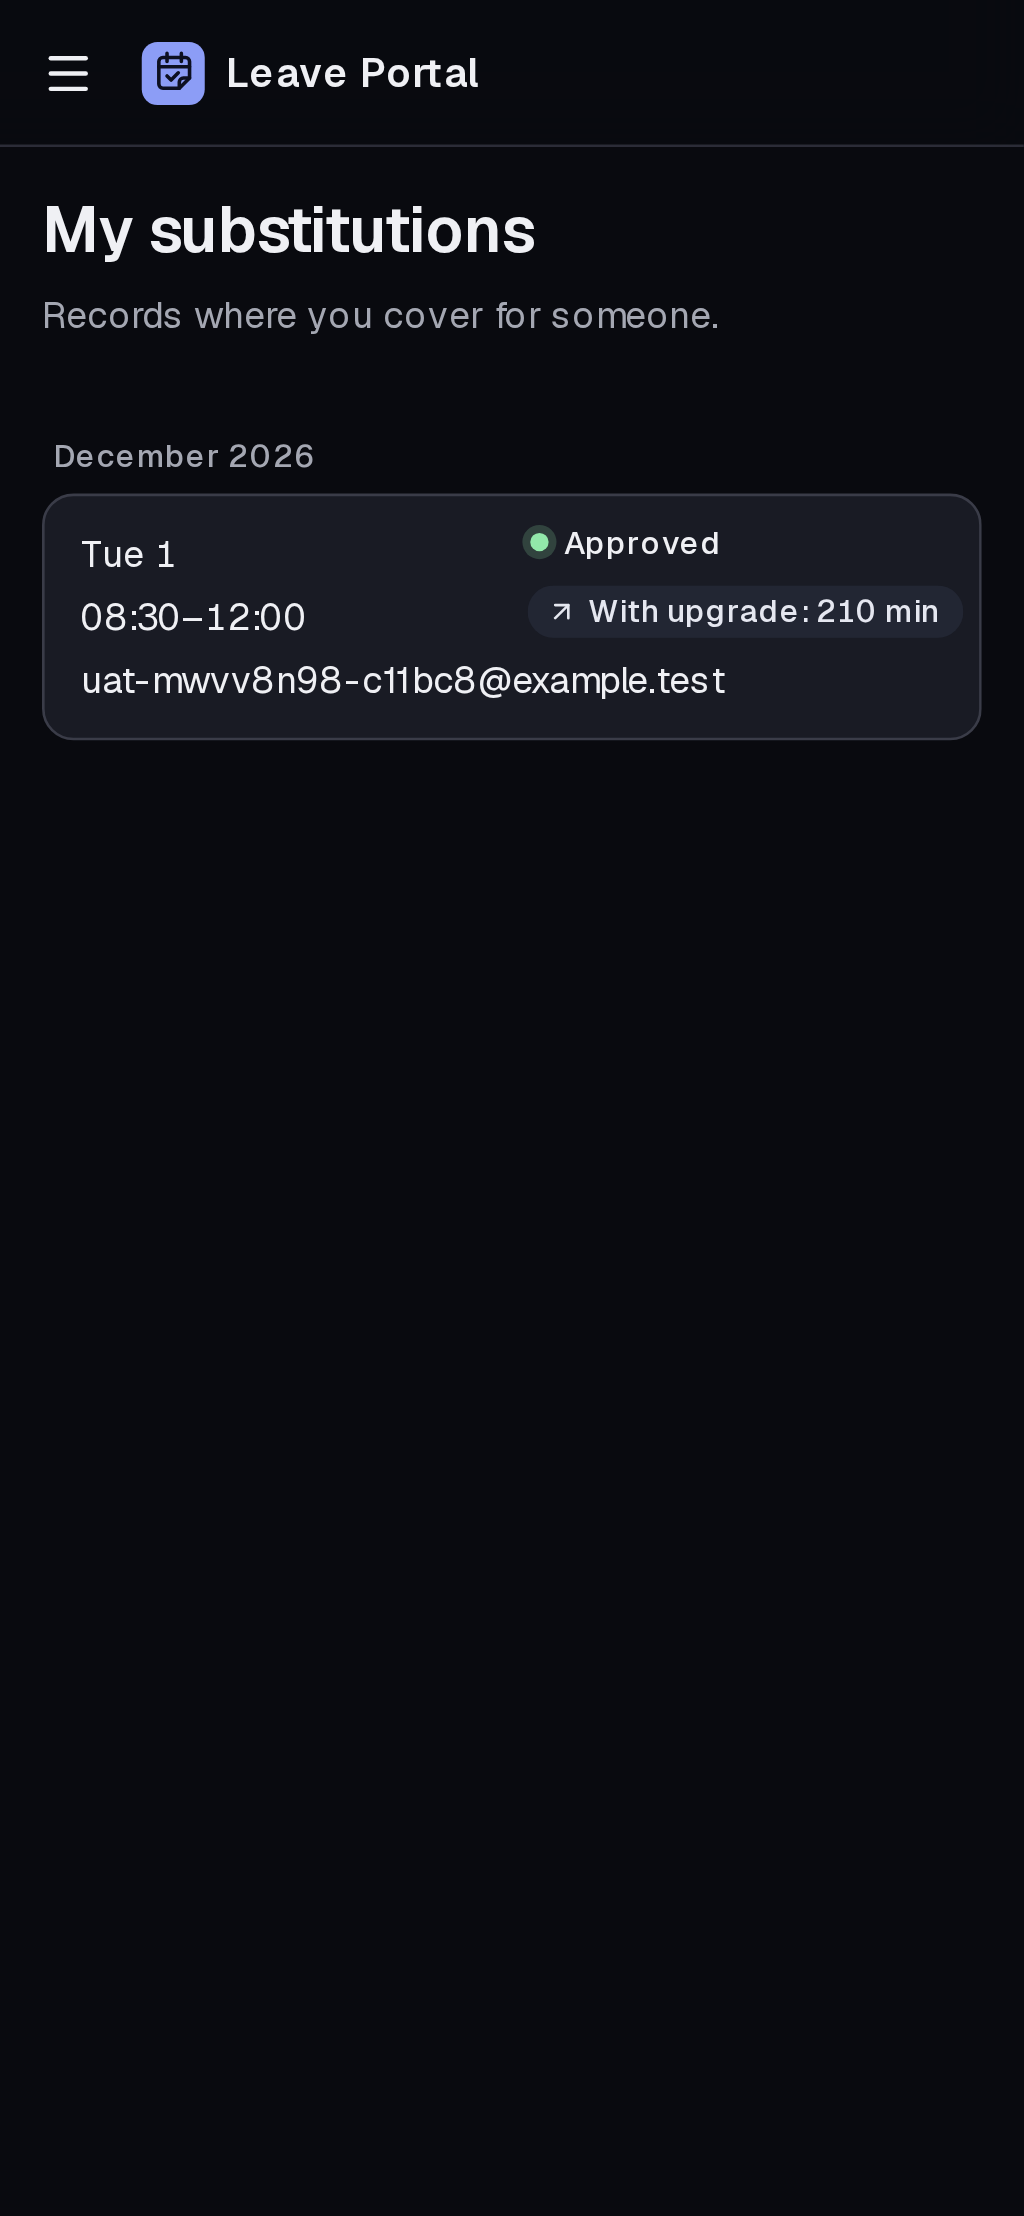 Leave Portal
My substitutions
Records where you cover for someone.
December 2026
Tue 1
Approved
08:30–12:00
With upgrade: 210 min
uat-mwvv8n98-c11bc8@example.test